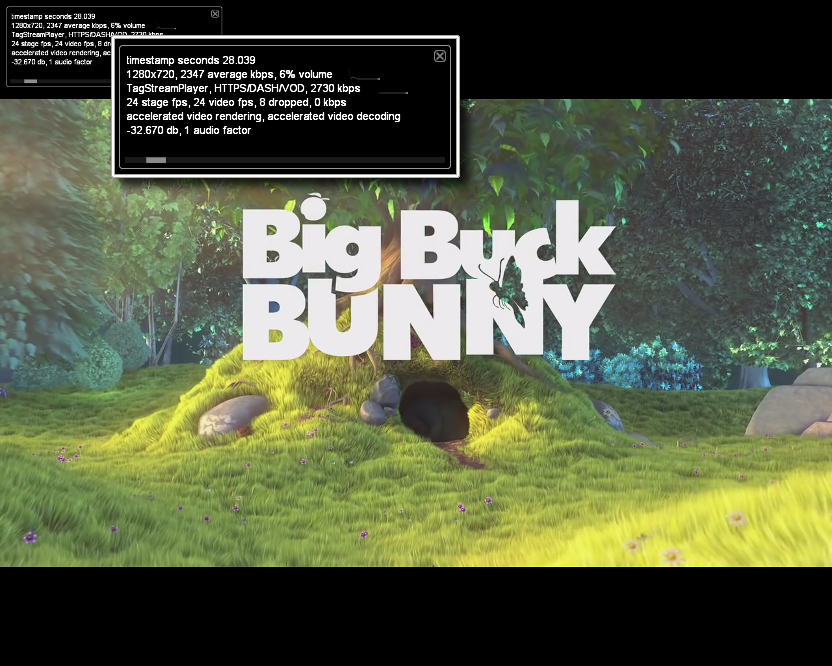 timestamp seconds 28.039
1280x720, 2347 average kbps, 6% volume
TagStreamPlayer, HTTPS/DASH/VOD, 2730 kbps
24 stage fps, 24 video fps, 8 dr
accelerated video rendering, ac
-32.670 db, 1 audio factor
timestamp seconds 28.039
1280x720, 2347 average kbps, 6% volume
TagStreamPlayer, HTTPS/DASH/VOD, 2730 kbps
24 stage fps, 24 video fps, 8 dropped, 0 kbps
accelerated video rendering, accelerated video decoding
-32.670 db, 1 audio factor
Big Buck
BUNNY